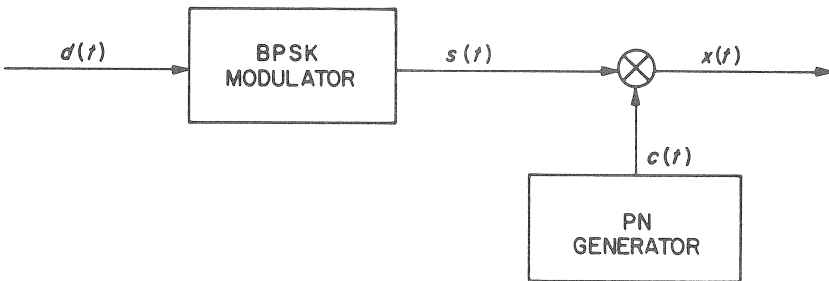 d(t)
BPSK
MODULATOR
s(t)
x(t)
c(t)
PN
GENERATOR